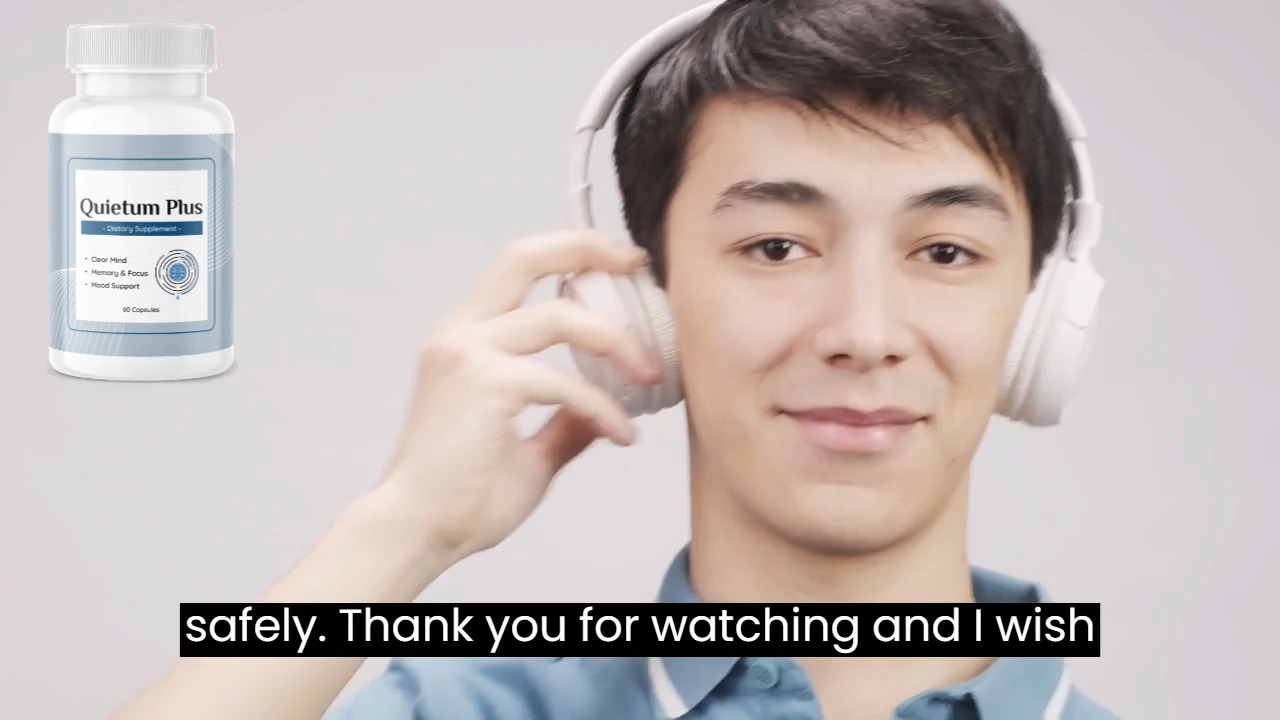 Quietum Plus
- Dietary Supplement -
• Clear Mind
• Memory & Focus
• Mood Support
60 Capsules
safely. Thank you for watching and I wish